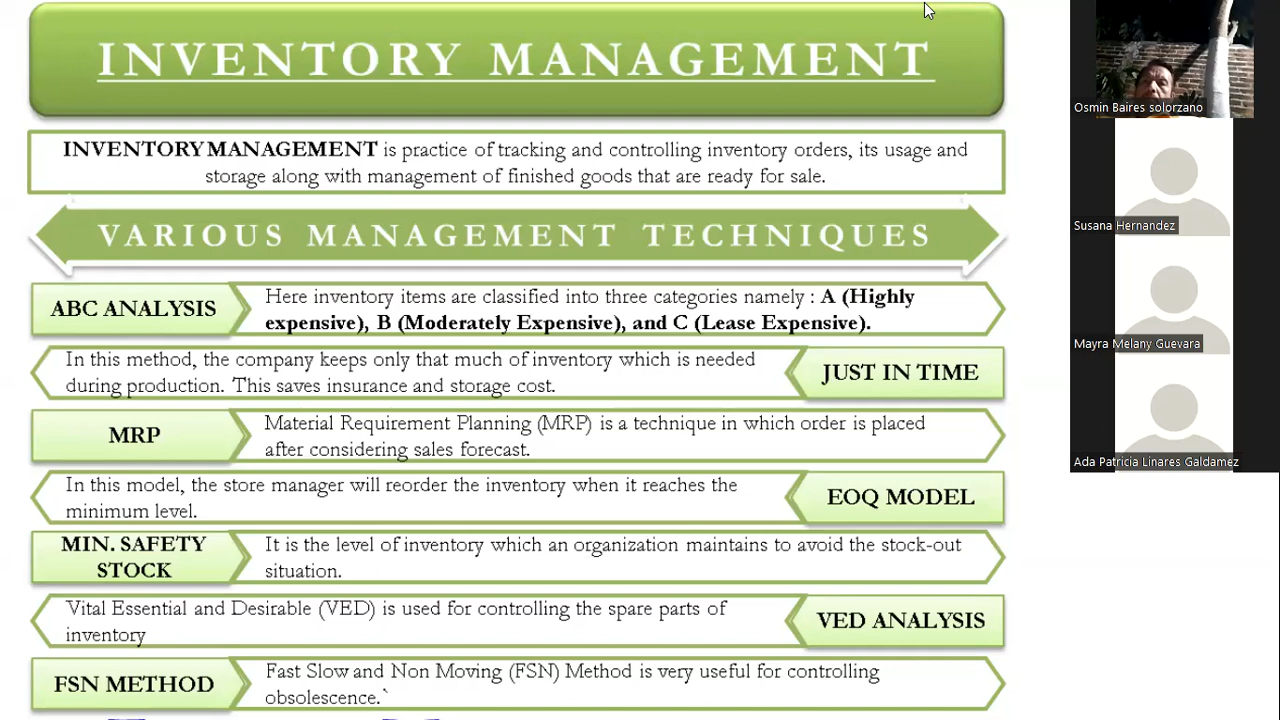 INVENTORY MANAGEMENT
INVENTORY MANAGEMENT is practice of tracking and controlling inventory orders, its usage and
storage along with management of finished goods that are ready for sale.
VARIOUS MANAGEMENT TECHNIQUES
ABC ANALYSIS
Here inventory items are classified into three categories namely : A (Highly
expensive), B (Moderately Expensive), and C (Lease Expensive).
In this method, the company keeps only that much of inventory which is needed
during production. This saves insurance and storage cost.
JUST IN TIME
MRP
Material Requirement Planning (MRP) is a technique in which order is placed
after considering sales forecast.
In this model, the store manager will reorder the inventory when it reaches the
minimum level.
EOQ MODEL
MIN. SAFETY
STOCK
It is the level of inventory which an organization maintains to avoid the stock-out
situation.
Vital Essential and Desirable (VED) is used for controlling the spare parts of
inventory
VED ANALYSIS
FSN METHOD
Fast Slow and Non Moving (FSN) Method is very useful for controlling
obsolescence.`
Osmin Baires solorzano
Susana Hernandez
Mayra Melany Guevara
Ada Patricia Linares Galdamez